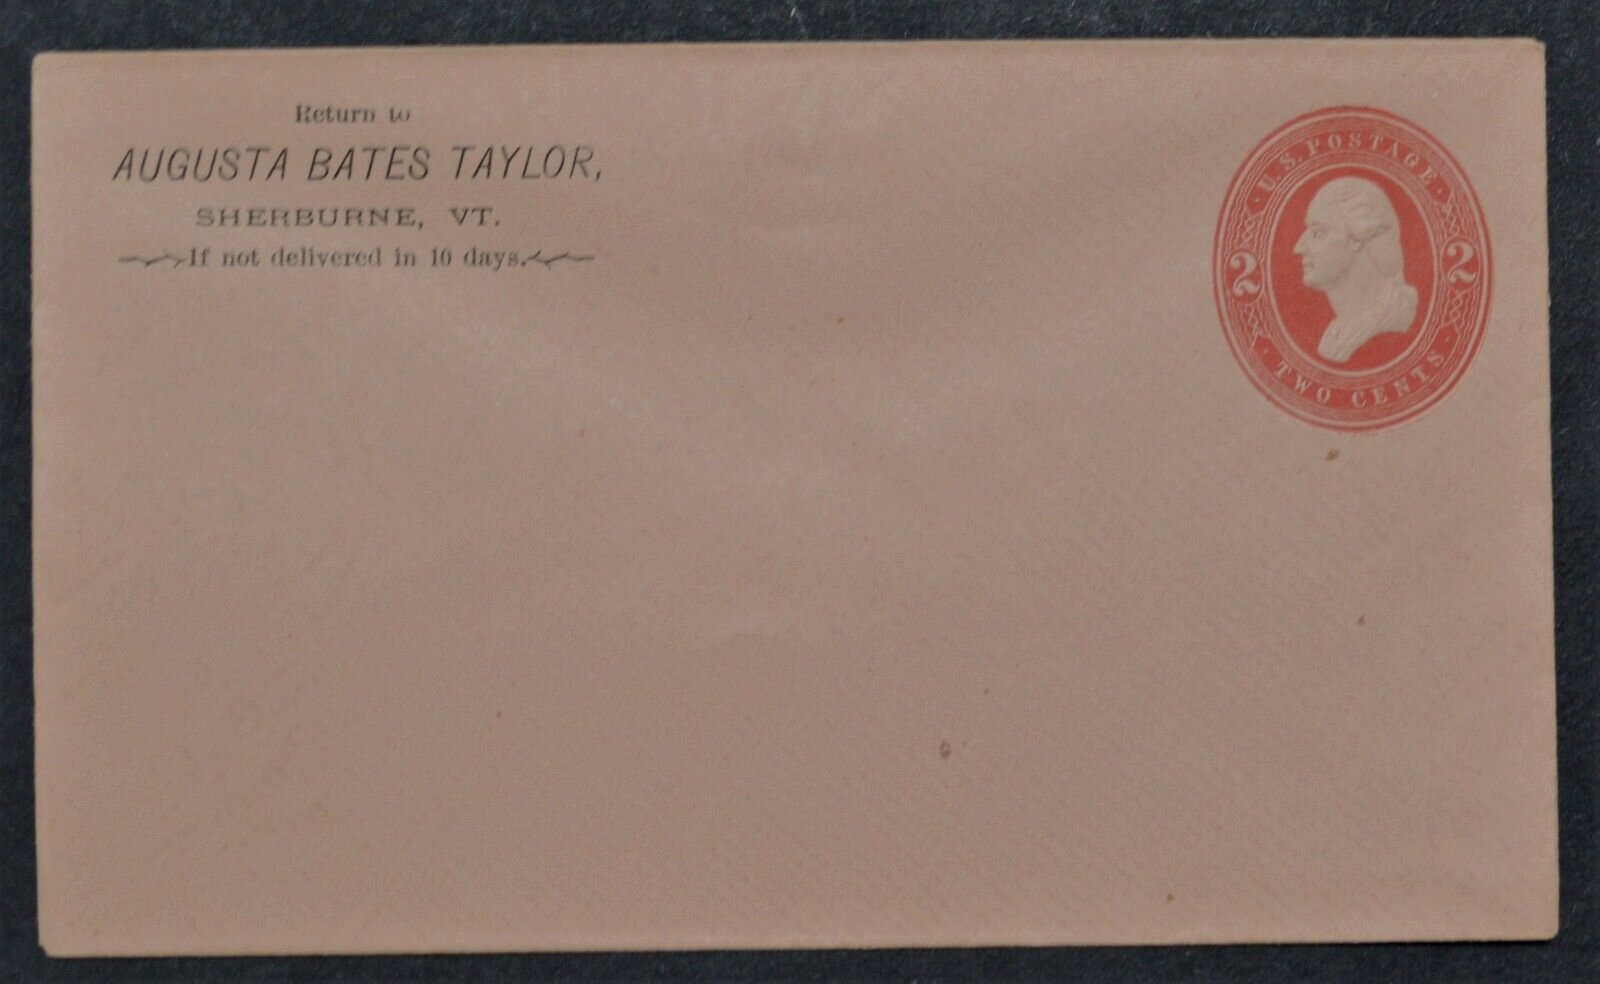 Return to
AUGUSTA BATES TAYLOR,
SHERBURNE, VT.
If not delivered in 10 days.
U.S. POSTAGE
2 2
TWO CENTS